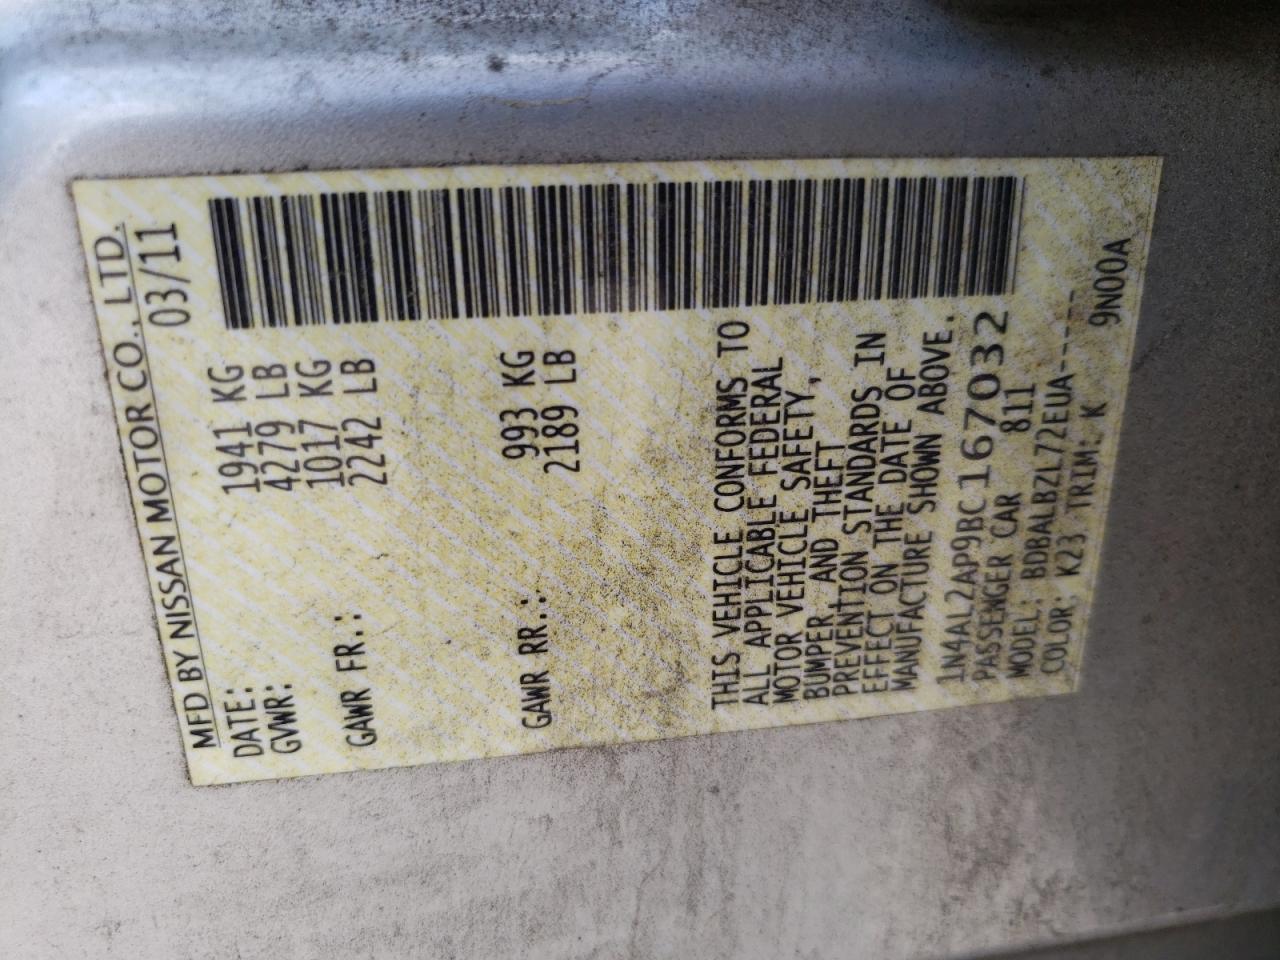 MFD BY NISSAN MOTOR CO., LTD.
DATE: 03/11
GVWR: 1941 KG
4279 LB
GAWR FR.: 1017 KG
2242 LB
GAWR RR.: 993 KG
2189 LB
THIS VEHICLE CONFORMS TO
ALL APPLICABLE FEDERAL
MOTOR VEHICLE SAFETY,
BUMPER, AND THEFT
PREVENTION STANDARDS IN
EFFECT ON THE DATE OF
MANUFACTURE SHOWN ABOVE.
1N4AL2AP9BC167032
PASSENGER CAR 811
MODEL: BDBALBZL72EUA-----
COLOR: K23 TRIM: K 9N00A